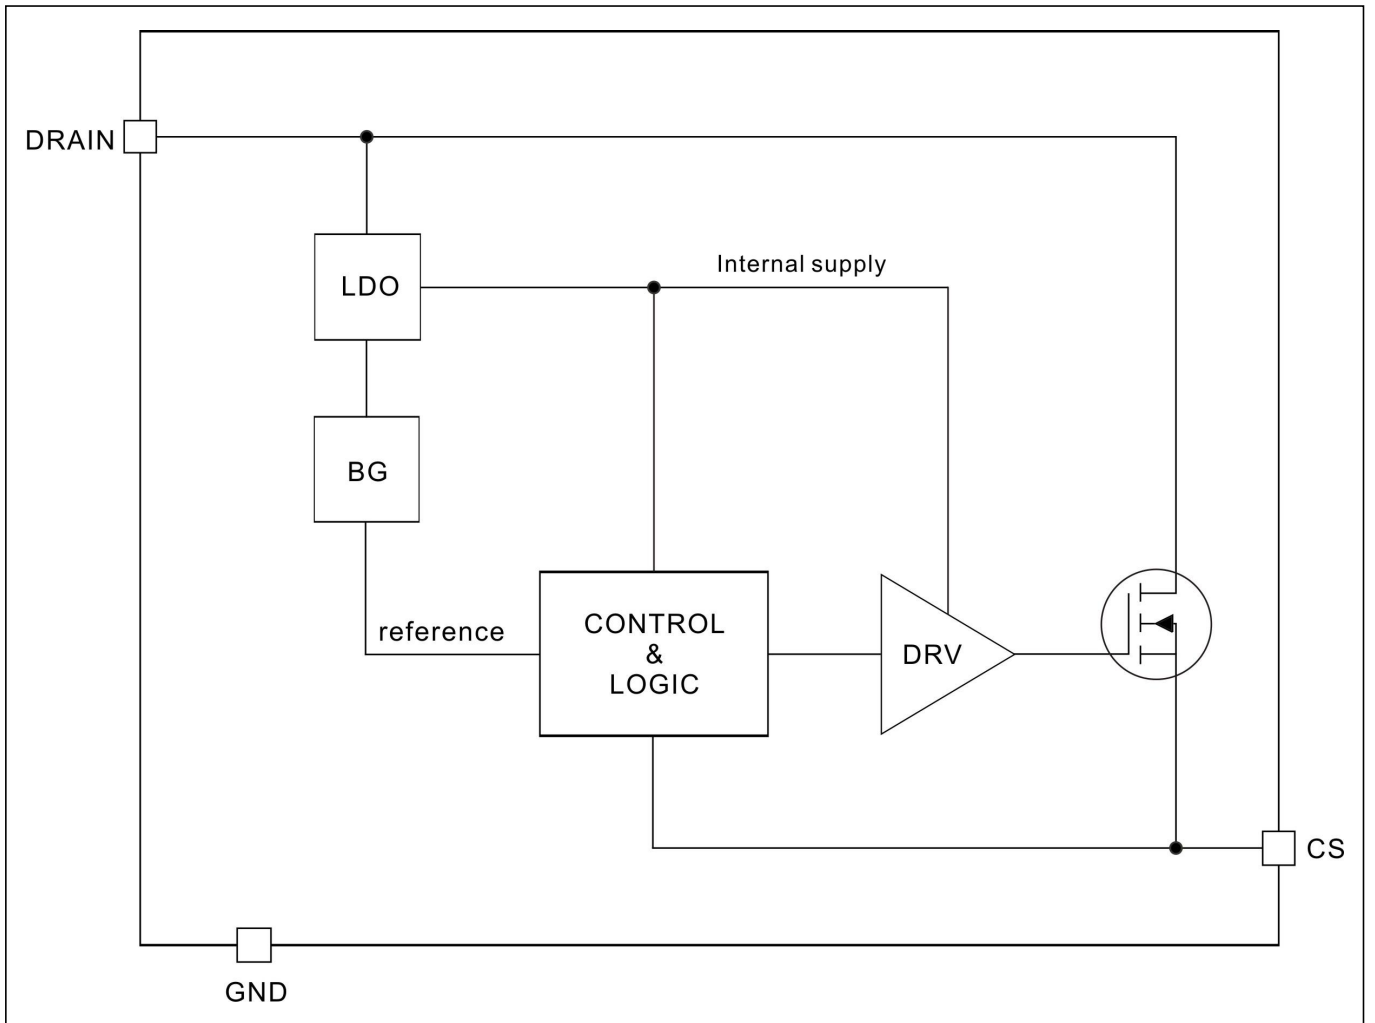 DRAIN
Internal supply
LDO
BG
reference
CONTROL
&
LOGIC
DRV
CS
GND